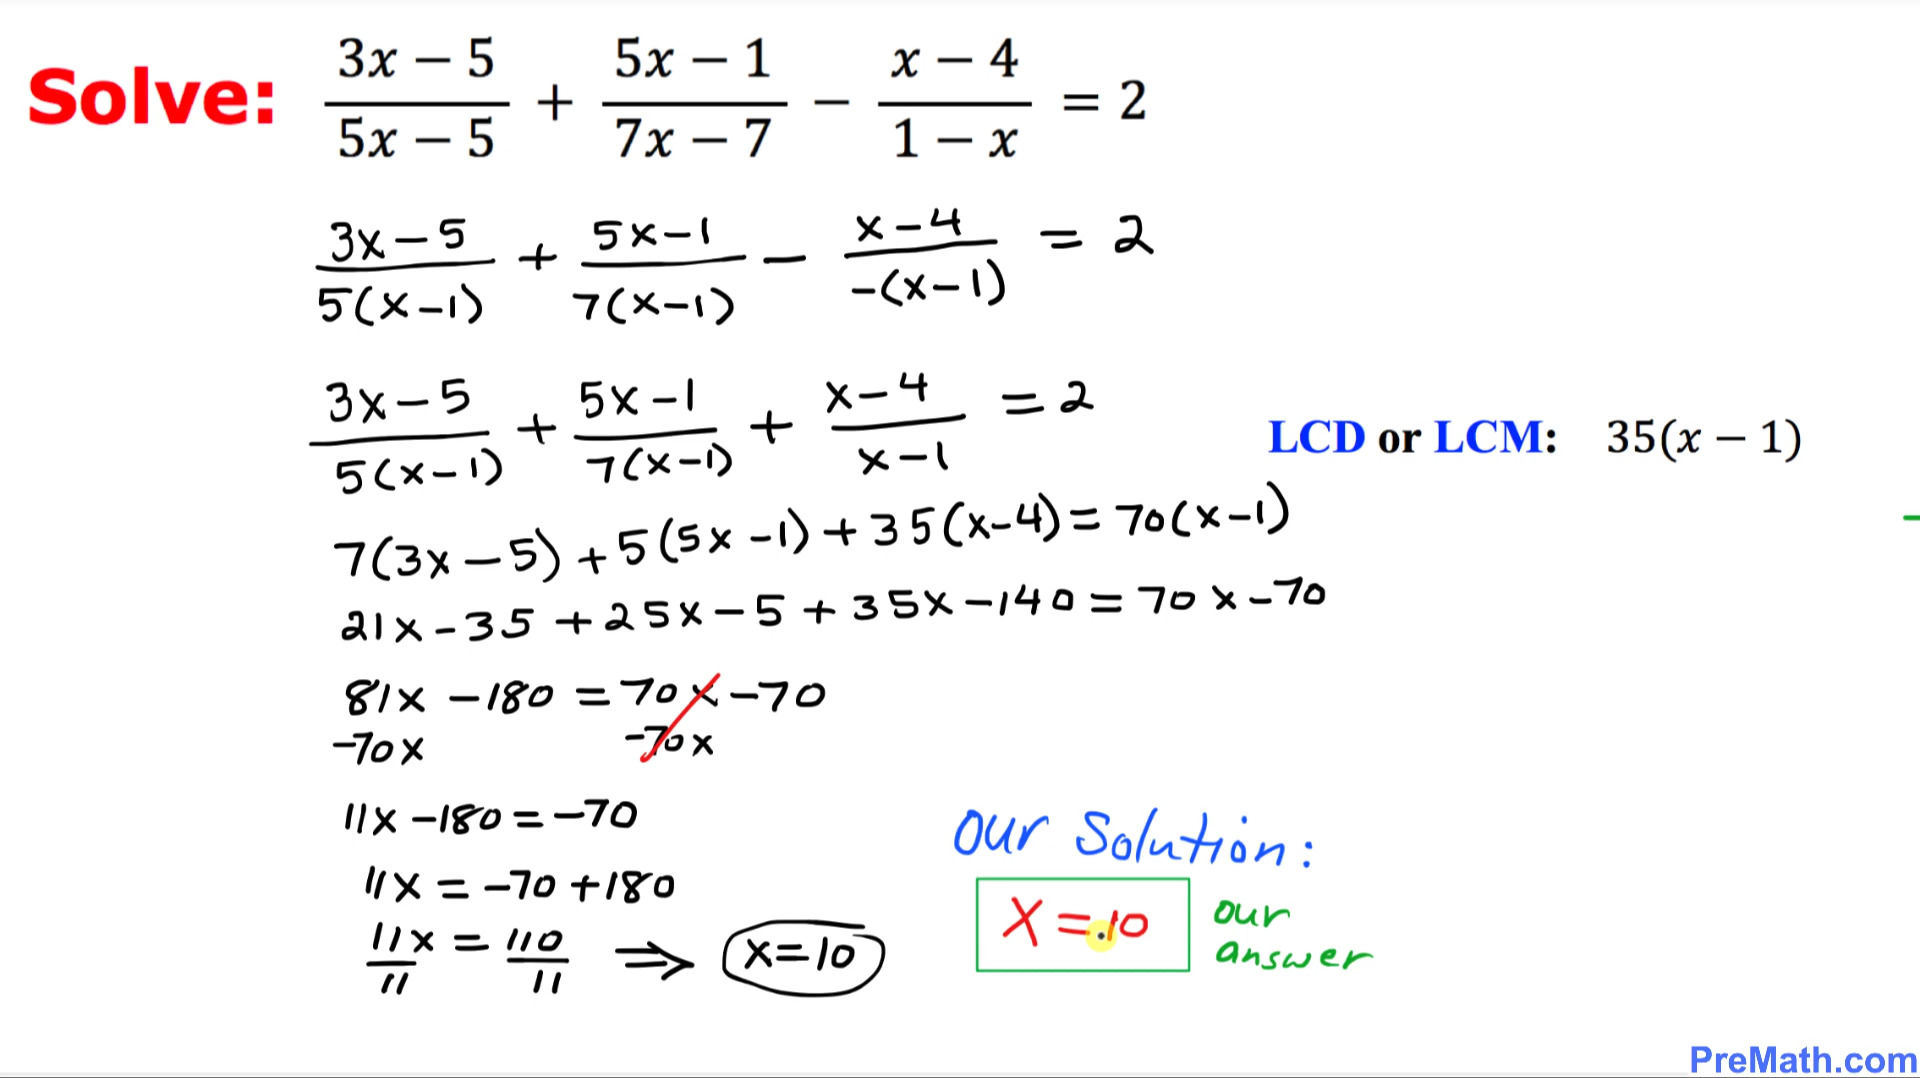 Solve: (3x − 5)/(5x − 5) + (5x − 1)/(7x − 7) − (x − 4)/(1 − x) = 2
(3x−5)/(5(x−1)) + (5x−1)/(7(x−1)) − (x−4)/(−(x−1)) = 2
(3x−5)/(5(x−1)) + (5x−1)/(7(x−1)) + (x−4)/(x−1) = 2
LCD or LCM: 35(x − 1)
7(3x−5)+5(5x−1)+35(x−4)=70(x−1)
21x−35+25x−5+35x−140=70x−70
81x−180=70x−70
−70x −70x
11x−180=−70
11x=−70+180
11x/11 = 110/11 ⇒ x=10
Our Solution:
X=10
our
answer
PreMath.com